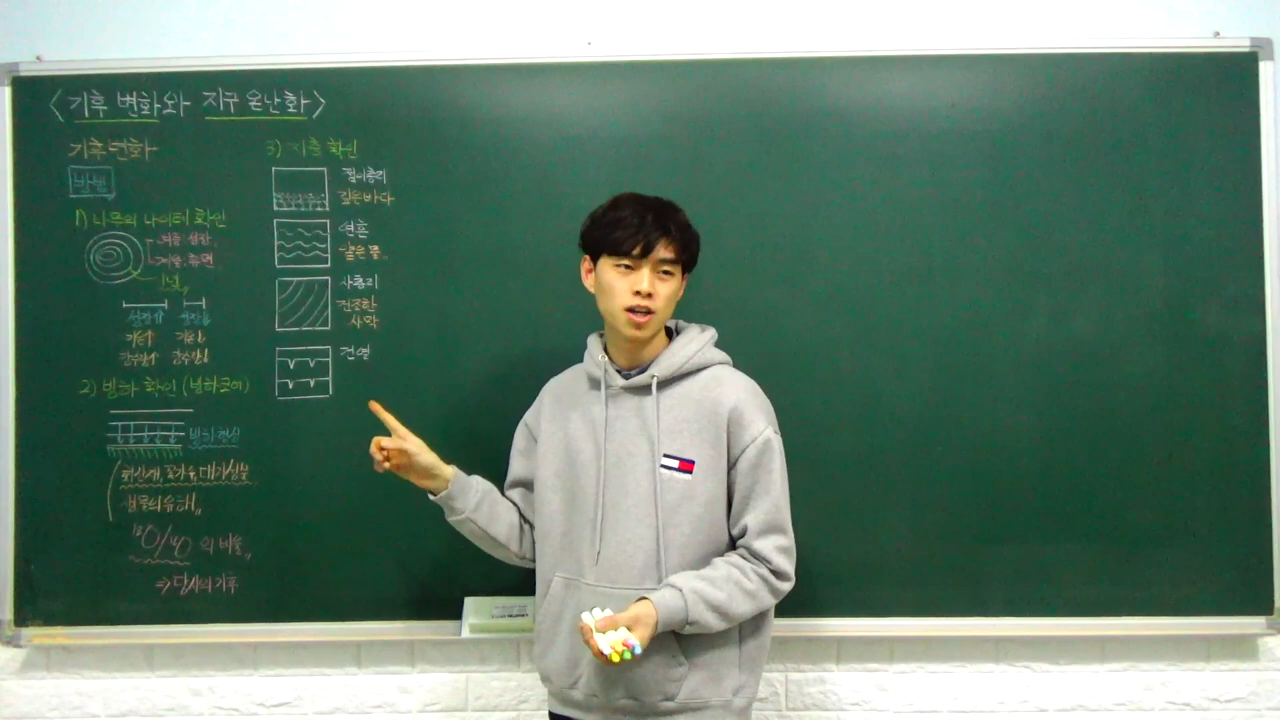 <기후 변화와 지구 온난화>
기후변화
방법
1) 나무의 나이테 확인
여름: 성장
겨울: 휴면
1년
성장↑ 성장↓
기온↑ 기온↓
강수량↑ 강수량↓
2) 빙하 확인 (빙하코어)
빙하 형성
화산재, 꽃가루, 대기성분
생물의 유해
18O/16O 의 비율
⇒ 당시의 기후
3) 지층 확인
점이층리
깊은바다
연흔
얕은 물
사층리
건조한
사막
건열